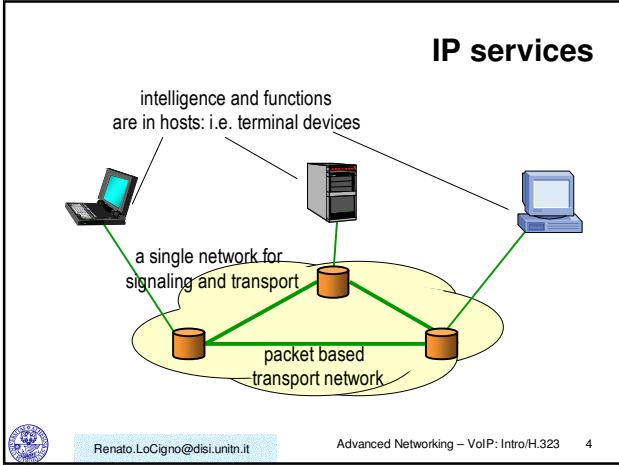 IP services
intelligence and functions
are in hosts: i.e. terminal devices
a single network for
signaling and transport
packet based
transport network
Renato.LoCigno@disi.unitn.it
Advanced Networking – VoIP: Intro/H.323 4